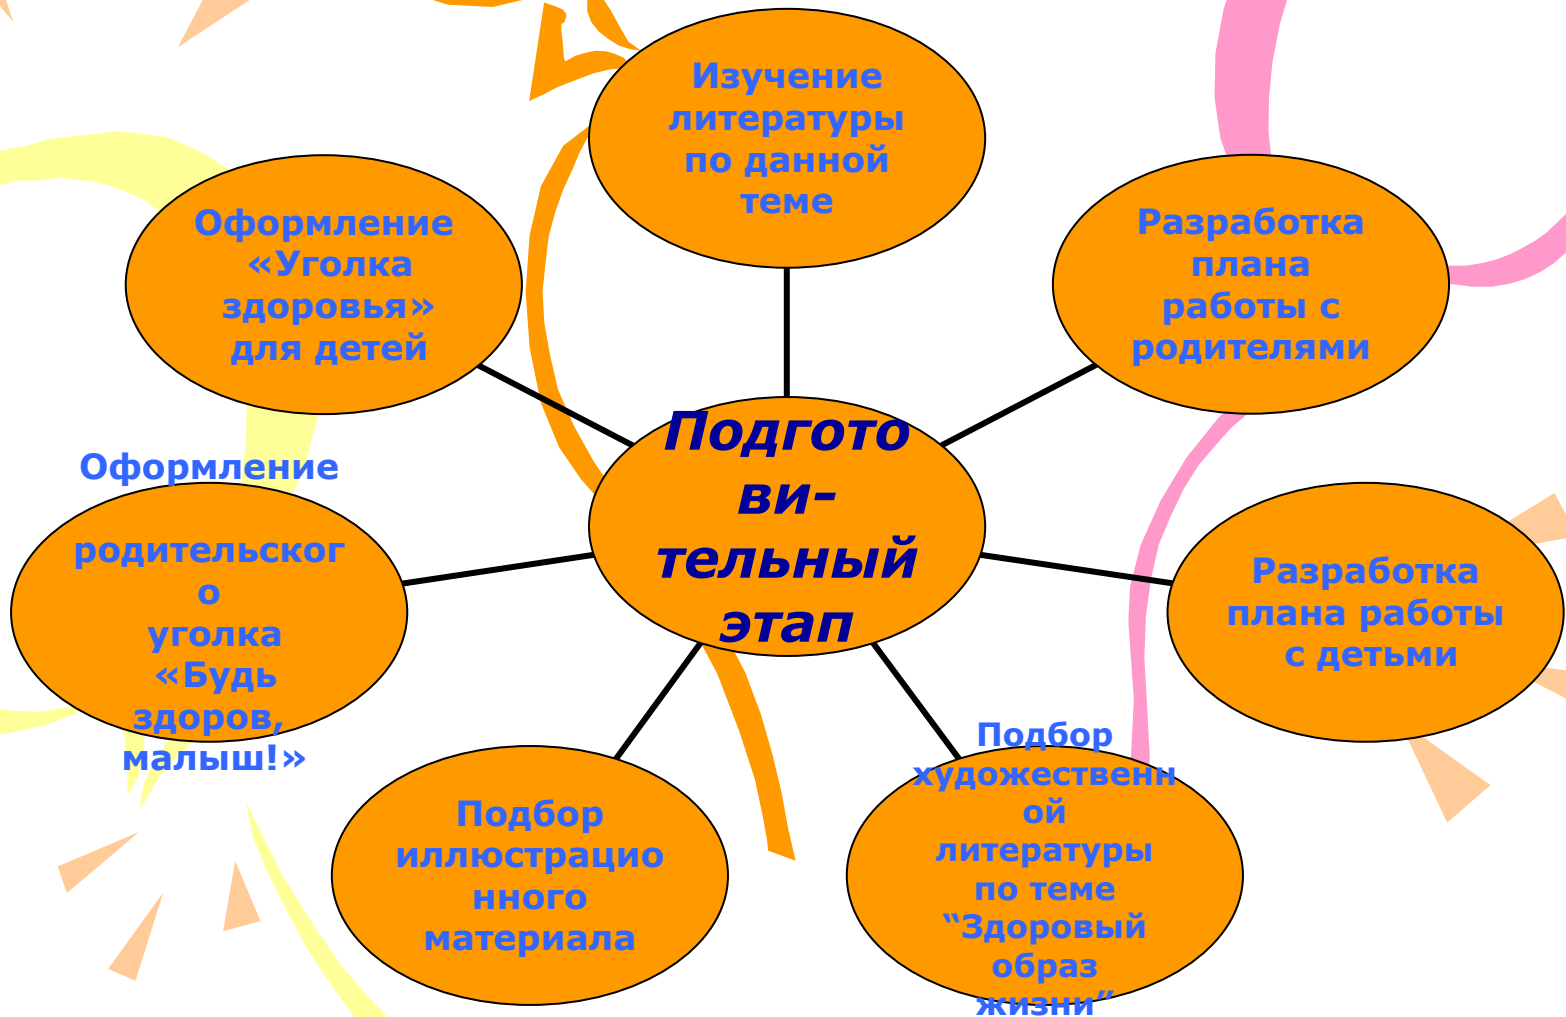 Изучение
литературы
по данной
теме
Оформление
«Уголка
здоровья»
для детей
Разработка
плана
работы с
родителями
Подгото
ви-
тельный
этап
Оформление
родительског
о
уголка
«Будь
здоров,
малыш!»
Разработка
плана работы
с детьми
Подбор
иллюстрацио
нного
материала
Подбор
художественн
ой
литературы
по теме
“Здоровый
образ
жизни”